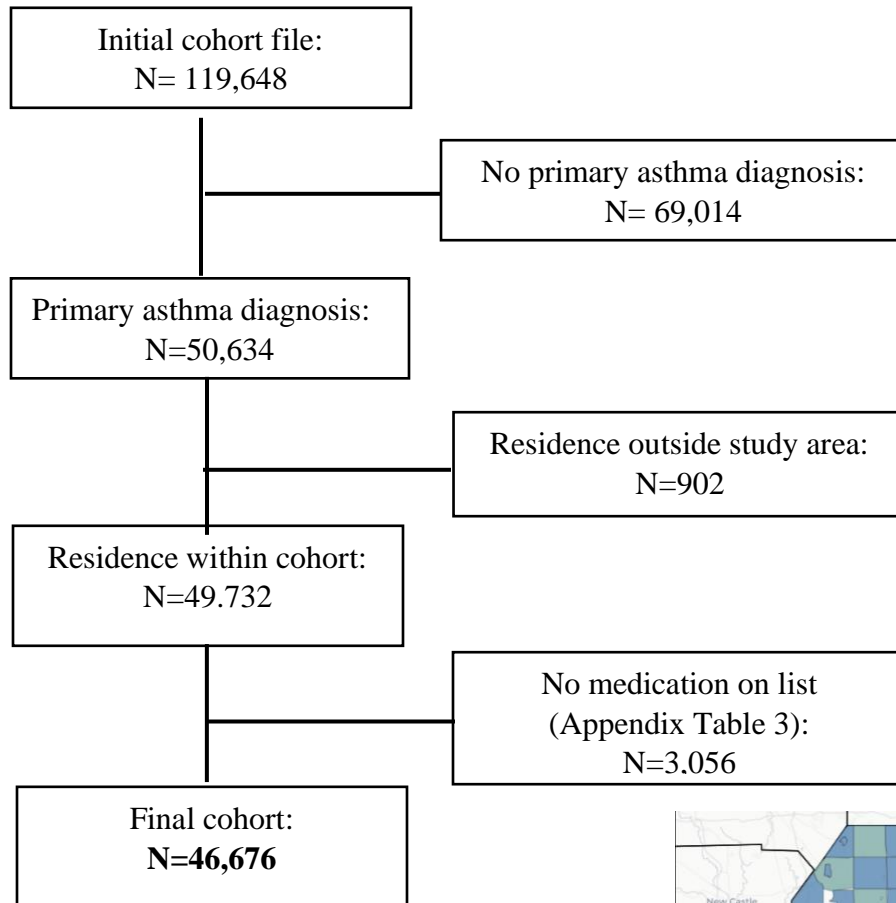 Initial cohort file:
N= 119,648
No primary asthma diagnosis:
N= 69,014
Primary asthma diagnosis:
N=50,634
Residence outside study area:
N=902
Residence within cohort:
N=49.732
No medication on list
(Appendix Table 3):
N=3,056
Final cohort:
N=46,676
New Castle